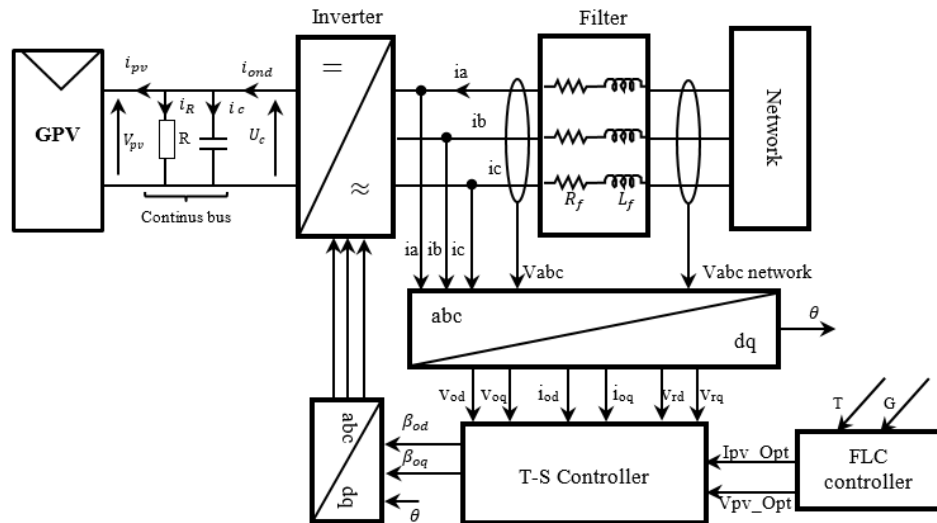 Inverter
Filter
i_pv
i_ond
=
ia
i_R
i_c
GPV
V_pv
R
U_c
ib
Network
≈
ic
R_f
L_f
Continus bus
ia ib ic
Vabc
Vabc network
abc
dq
θ
v_od
v_oq
i_od
i_oq
v_rd
v_rq
T
G
abc
dq
β_od
β_oq
θ
T-S Controller
Ipv_Opt
Vpv_Opt
FLC
controller